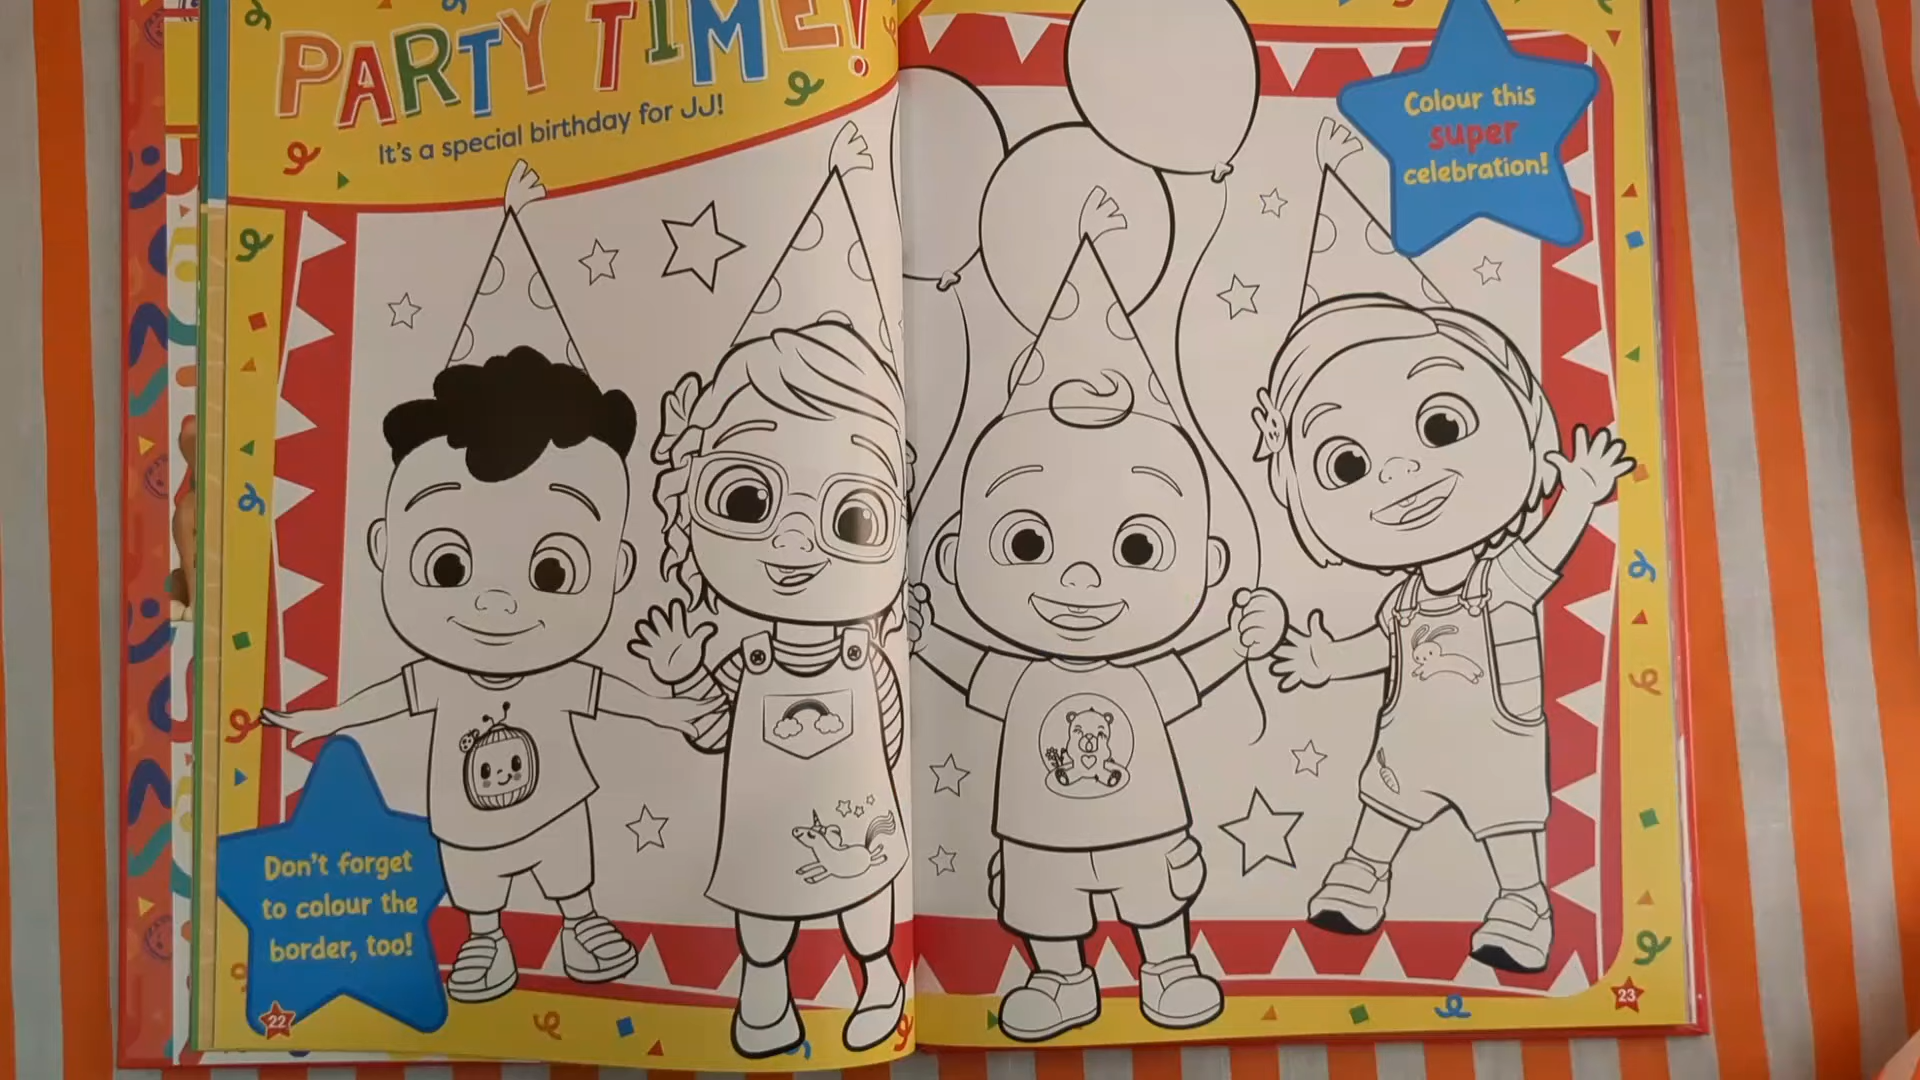 PARTY TIME!
It's a special birthday for JJ!
Colour this
super
celebration!
Don't forget
to colour the
border, too!
22
23